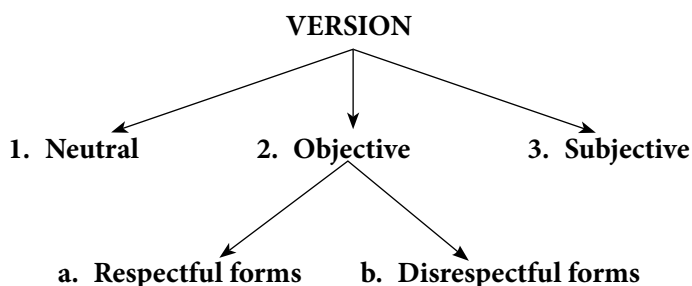 VERSION
1. Neutral 2. Objective 3. Subjective
a. Respectful forms b. Disrespectful forms